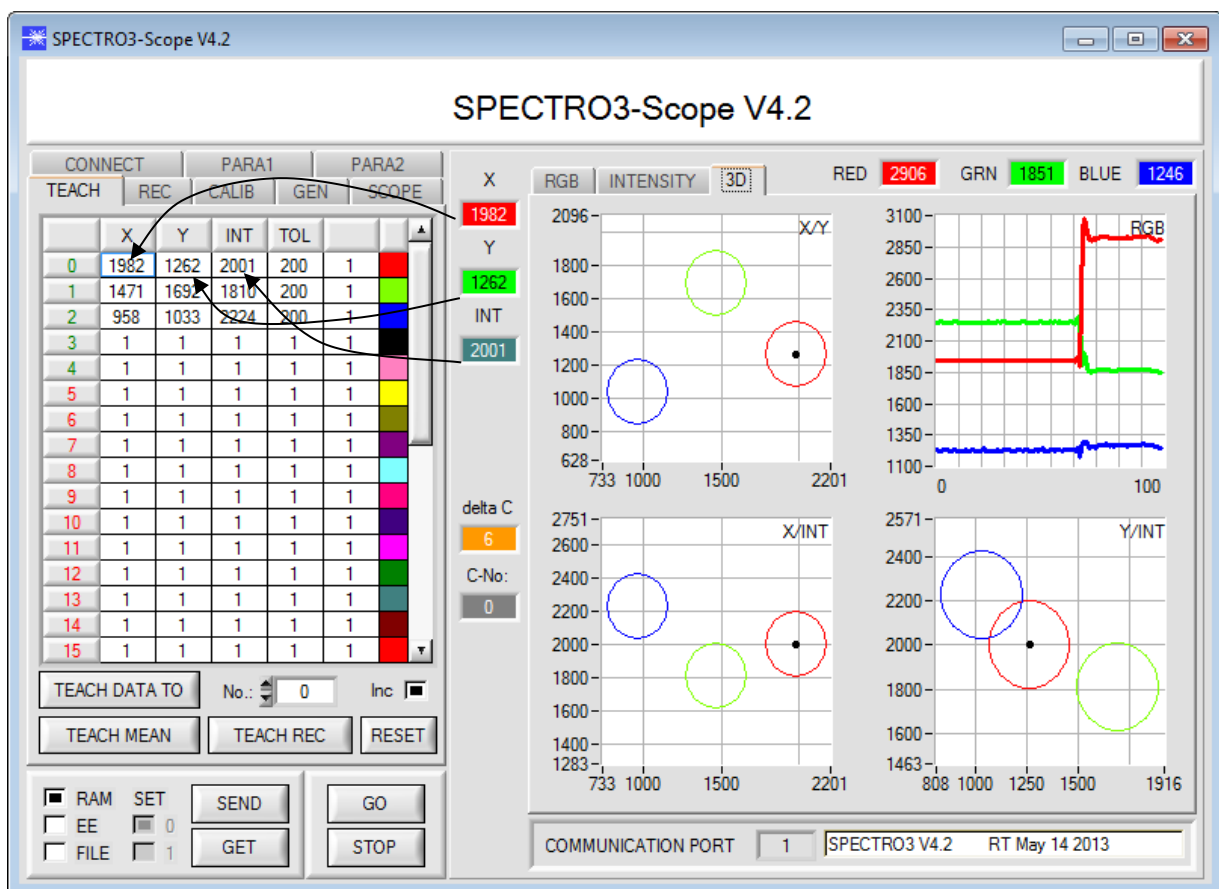 SPECTRO3-Scope V4.2
SPECTRO3-Scope V4.2
CONNECT PARA1 PARA2
TEACH REC CALIB GEN SCOPE
X Y INT TOL
0 1982 1262 2001 200 1
1 1471 1692 1810 200 1
2 958 1033 2224 200 1
3 1 1 1 1 1
4 1 1 1 1 1
5 1 1 1 1 1
6 1 1 1 1 1
7 1 1 1 1 1
8 1 1 1 1 1
9 1 1 1 1 1
10 1 1 1 1 1
11 1 1 1 1 1
12 1 1 1 1 1
13 1 1 1 1 1
14 1 1 1 1 1
15 1 1 1 1 1
TEACH DATA TO No.: 0 Inc
TEACH MEAN TEACH REC RESET
RAM SET SEND GO
EE 0
FILE 1 GET STOP
X
1982
Y
1262
INT
2001
delta C
6
C-No:
0
RGB INTENSITY 3D RED 2906 GRN 1851 BLUE 1246
X/Y
2096
1800
1600
1400
1200
1000
800
628
733 1000 1500 2201
RGB
3100
2850
2600
2350
2100
1850
1600
1350
1100
0 100
X/INT
2751
2600
2400
2200
2000
1800
1600
1400
1283
733 1000 1500 2201
Y/INT
2571
2400
2200
2000
1800
1600
1463
808 1000 1250 1500 1916
COMMUNICATION PORT 1 SPECTRO3 V4.2 RT May 14 2013